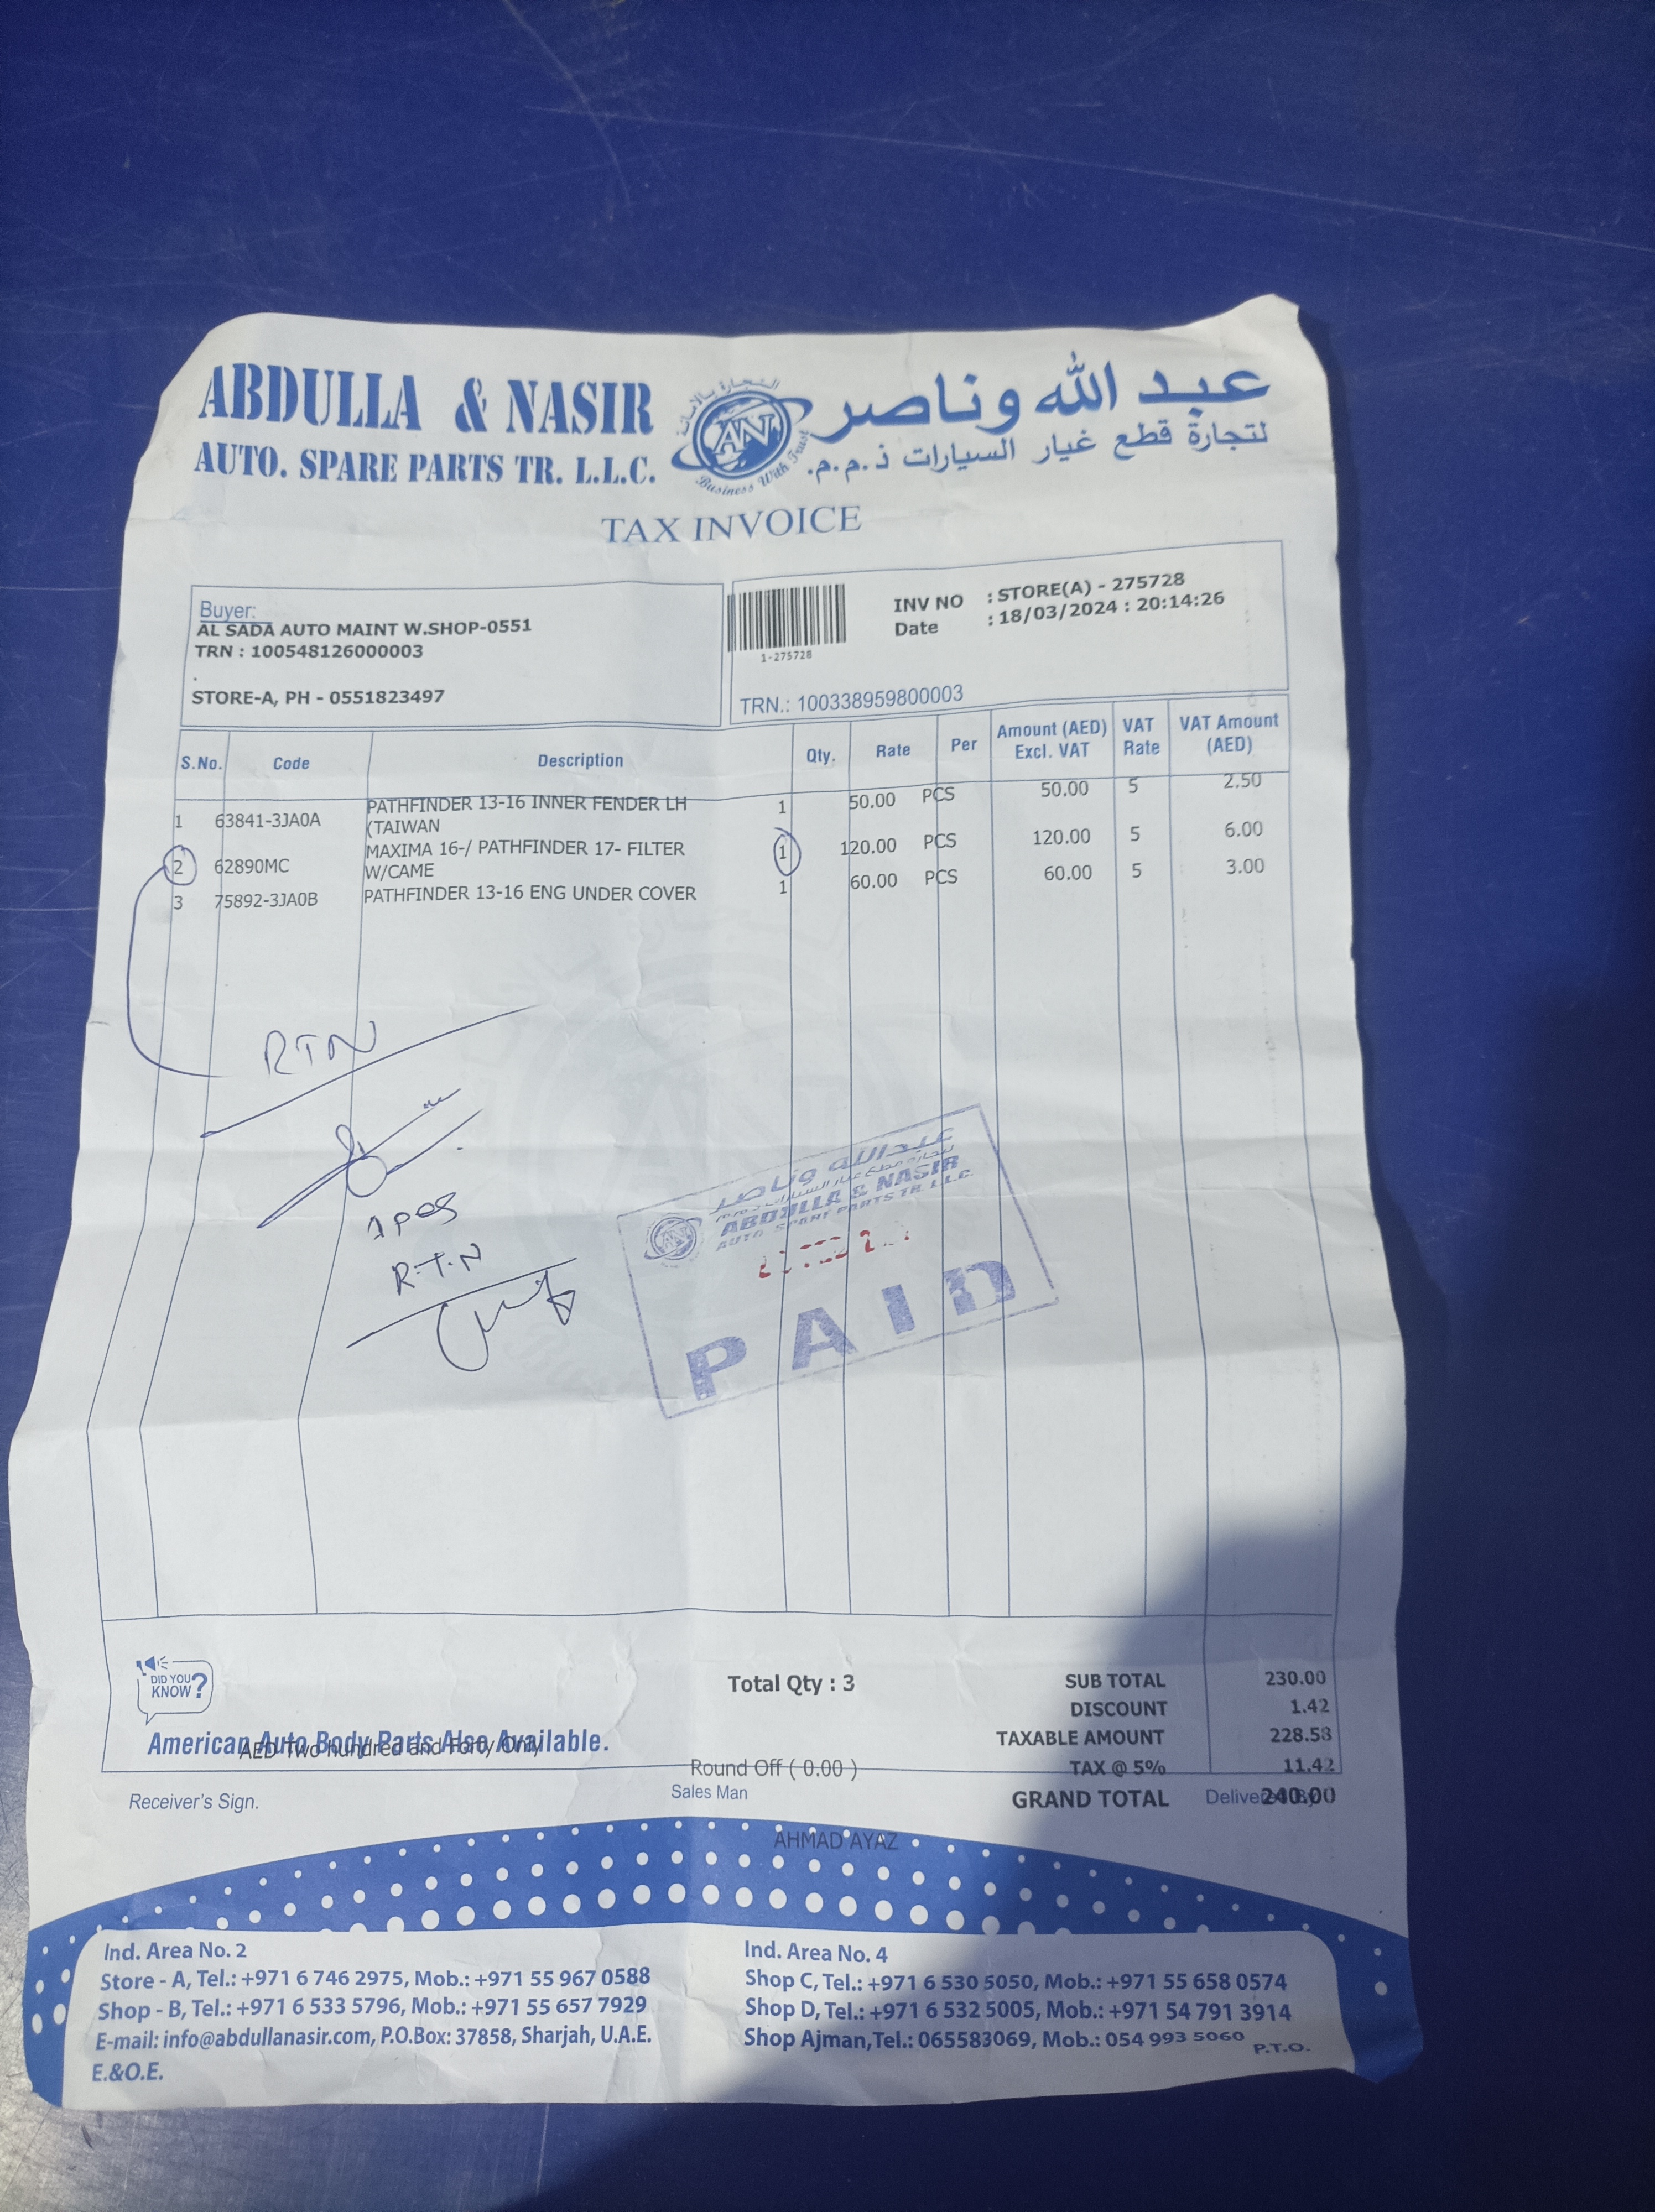 ABDULLA & NASIR
عبد الله وناصر
AUTO. SPARE PARTS TR. L.L.C.
لتجارة قطع غيار السيارات ذ.م.م.
AN
Business With Trust
TAX INVOICE
Buyer:
AL SADA AUTO MAINT W.SHOP-0551
TRN : 100548126000003
.
STORE-A, PH - 0551823497
1-275728
INV NO : STORE(A) - 275728
Date : 18/03/2024 : 20:14:26
TRN.: 100338959800003
S.No. Code Description Qty. Rate Per Amount (AED) Excl. VAT VAT Rate VAT Amount (AED)
1 63841-3JA0A PATHFINDER 13-16 INNER FENDER LH 1 50.00 PCS 50.00 5 2.50
(TAIWAN
2 62890MC MAXIMA 16-/ PATHFINDER 17- FILTER 1 120.00 PCS 120.00 5 6.00
W/CAME
3 75892-3JA0B PATHFINDER 13-16 ENG UNDER COVER 1 60.00 PCS 60.00 5 3.00
RTN
1 pcs
R.T.N
عبدالله وناصر
ABDULLA & NASIR
AUTO SPARE PARTS TR. L.L.C.
PAID
DID YOU KNOW?
American Auto Body Parts Also Available.
AED Two hundred and Forty Only
Total Qty : 3
SUB TOTAL 230.00
DISCOUNT 1.42
TAXABLE AMOUNT 228.58
Round Off ( 0.00 )
TAX @ 5% 11.42
GRAND TOTAL 240.00
Receiver's Sign.
Sales Man
AHMAD AYAZ
Ind. Area No. 2
Store - A, Tel.: +971 6 746 2975, Mob.: +971 55 967 0588
Shop - B, Tel.: +971 6 533 5796, Mob.: +971 55 657 7929
E-mail: info@abdullanasir.com, P.O.Box: 37858, Sharjah, U.A.E.
E.&O.E.
Ind. Area No. 4
Shop C, Tel.: +971 6 530 5050, Mob.: +971 55 658 0574
Shop D, Tel.: +971 6 532 5005, Mob.: +971 54 791 3914
Shop Ajman,Tel.: 065583069, Mob.: 054 993 5060
P.T.O.